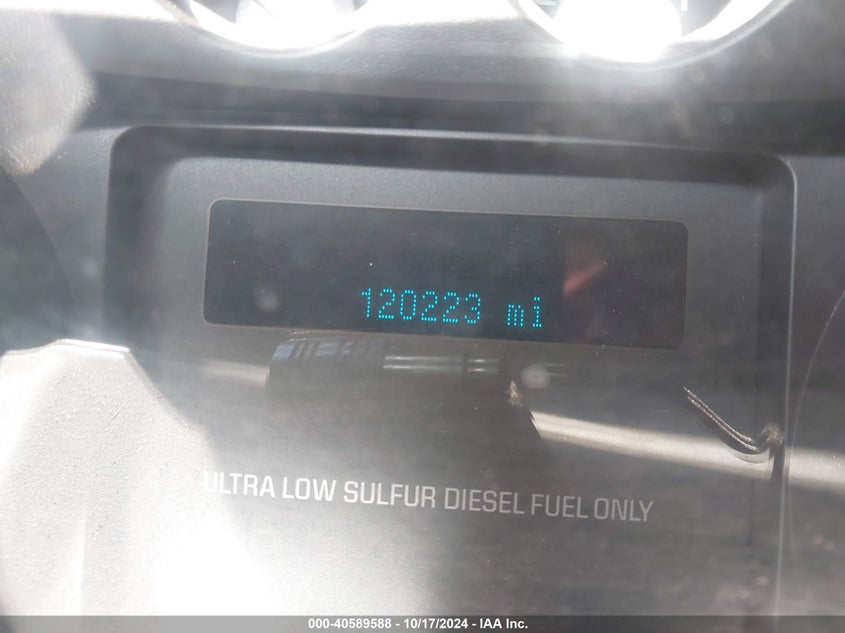 120223 mi
ULTRA LOW SULFUR DIESEL FUEL ONLY
000-40589588 - 10/17/2024 - IAA Inc.